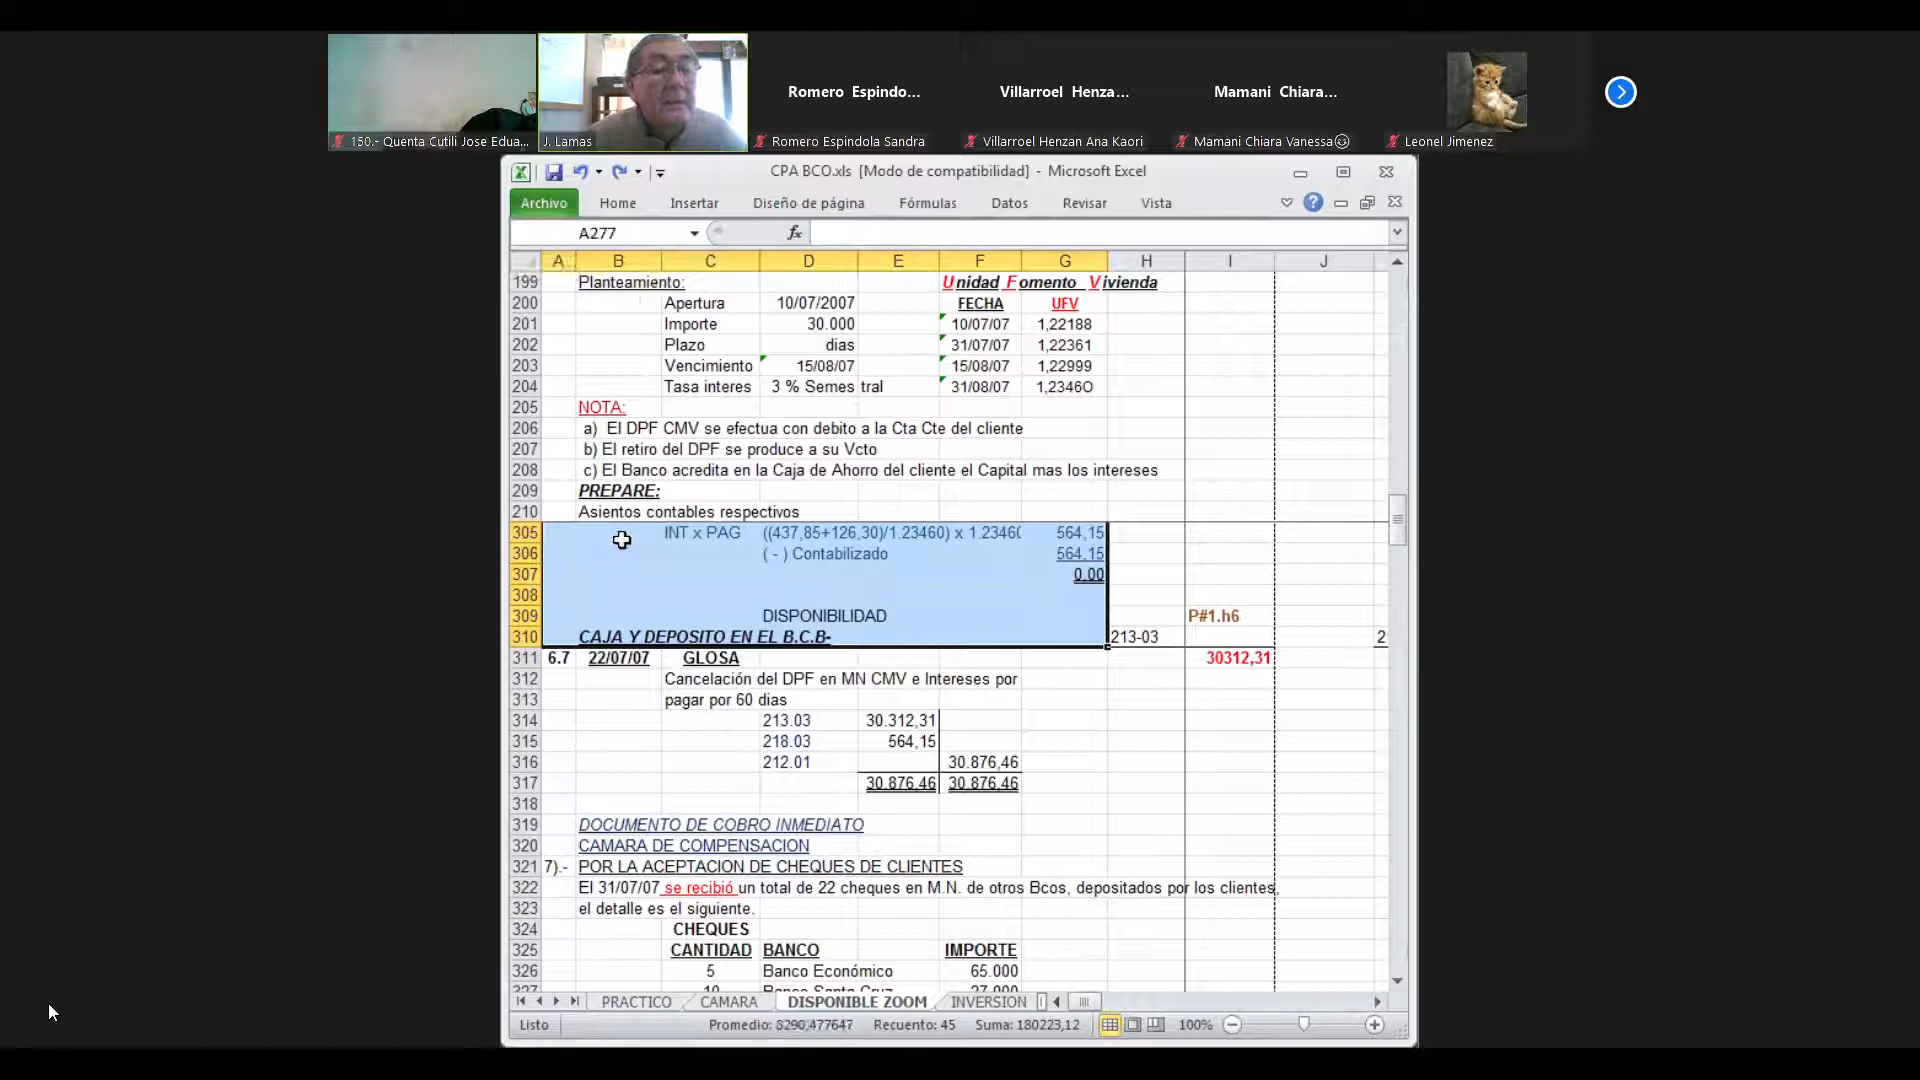 Romero Espindo...
Villarroel Henza...
Mamani Chiara...
150.- Quenta Cutili Jose Edua...
J. Lamas
Romero Espindola Sandra
Villarroel Henzan Ana Kaori
Mamani Chiara Vanessa
Leonel Jimenez
CPA BCO.xls [Modo de compatibilidad] - Microsoft Excel
Archivo Home Insertar Diseño de página Fórmulas Datos Revisar Vista
A277 fx
A B C D E F G H I J
199 Planteamiento: Unidad Fomento Vivienda
200 Apertura 10/07/2007 FECHA UFV
201 Importe 30.000 10/07/07 1,22188
202 Plazo dias 31/07/07 1,22361
203 Vencimiento 15/08/07 15/08/07 1,22999
204 Tasa interes 3 % Semes tral 31/08/07 1,2346O
205 NOTA:
206 a) El DPF CMV se efectua con debito a la Cta Cte del cliente
207 b) El retiro del DPF se produce a su Vcto
208 c) El Banco acredita en la Caja de Ahorro del cliente el Capital mas los intereses
209 PREPARE:
210 Asientos contables respectivos
305 INT x PAG ((437,85+126,30)/1.23460) x 1.23460 564,15
306 ( - ) Contabilizado 564,15
307 0,00
308
309 DISPONIBILIDAD P#1.h6
310 CAJA Y DEPOSITO EN EL B.C.B- 213-03 2
311 6.7 22/07/07 GLOSA 30312,31
312 Cancelación del DPF en MN CMV e Intereses por
313 pagar por 60 dias
314 213.03 30.312,31
315 218.03 564,15
316 212.01 30.876,46
317 30.876,46 30.876,46
318
319 DOCUMENTO DE COBRO INMEDIATO
320 CAMARA DE COMPENSACION
321 7).- POR LA ACEPTACION DE CHEQUES DE CLIENTES
322 El 31/07/07 se recibió un total de 22 cheques en M.N. de otros Bcos, depositados por los clientes,
323 el detalle es el siguiente.
324 CHEQUES
325 CANTIDAD BANCO IMPORTE
326 5 Banco Económico 65.000
327 10 Banco Santa Cruz 27.000
PRACTICO CAMARA DISPONIBLE ZOOM INVERSION
Listo Promedio: 8290,477647 Recuento: 45 Suma: 180223,12 100%